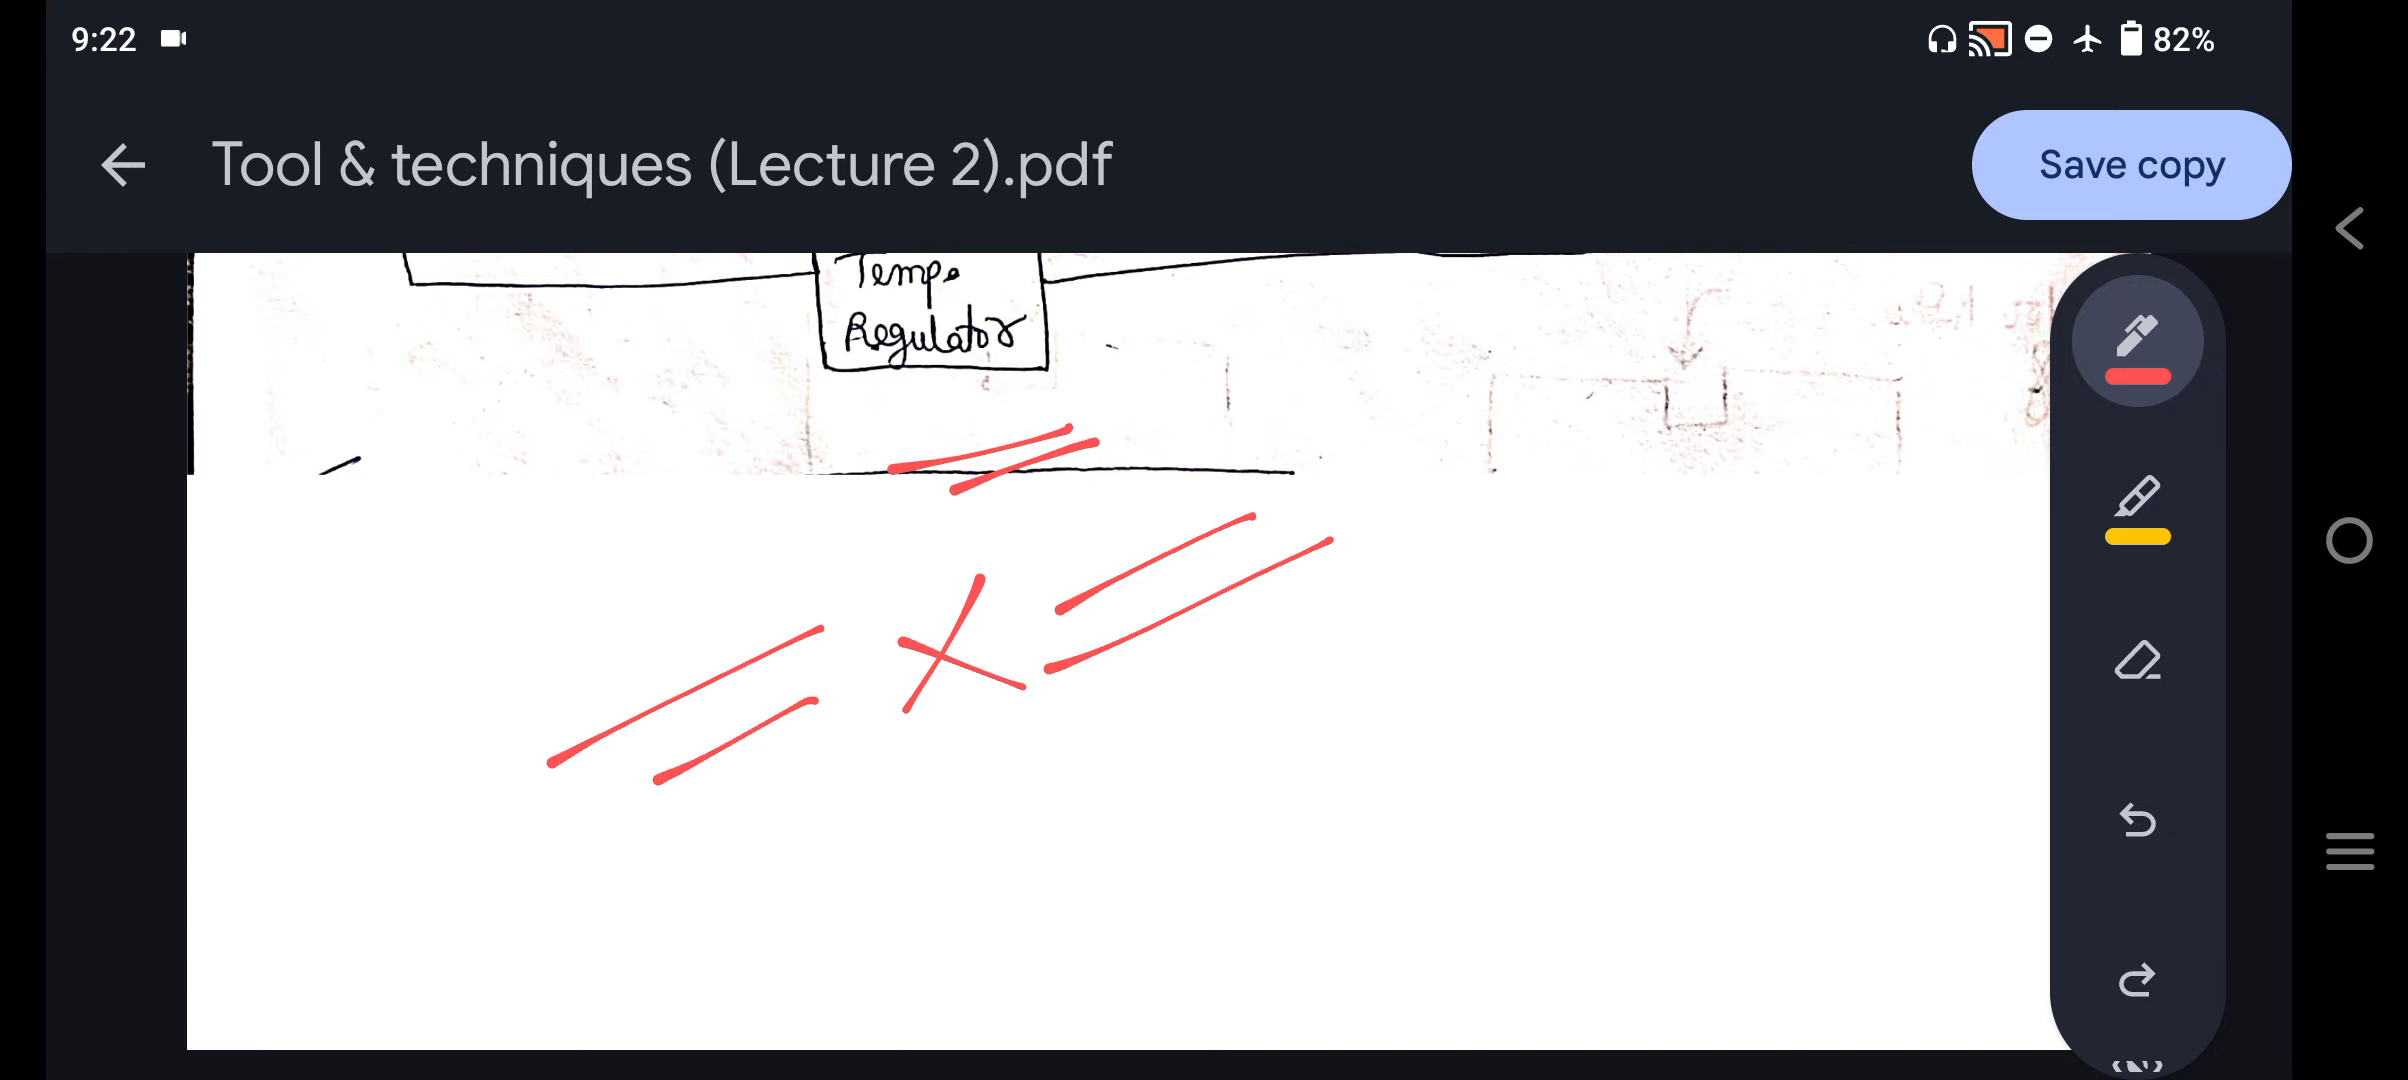 9:22
82%
Tool & techniques (Lecture 2).pdf
Save copy
Temp.
Regulator